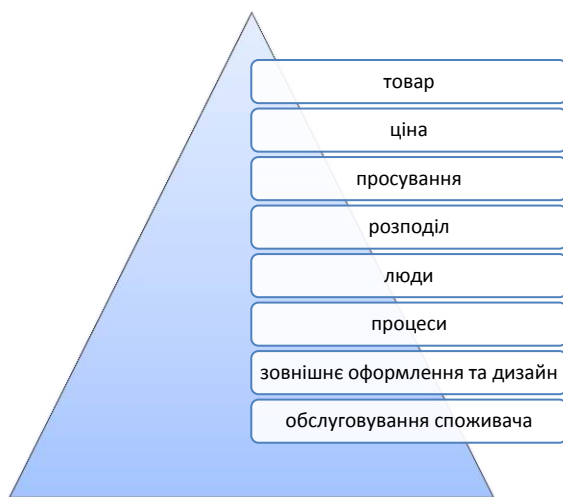 товар
ціна
просування
розподіл
люди
процеси
зовнішнє оформлення та дизайн
обслуговування споживача